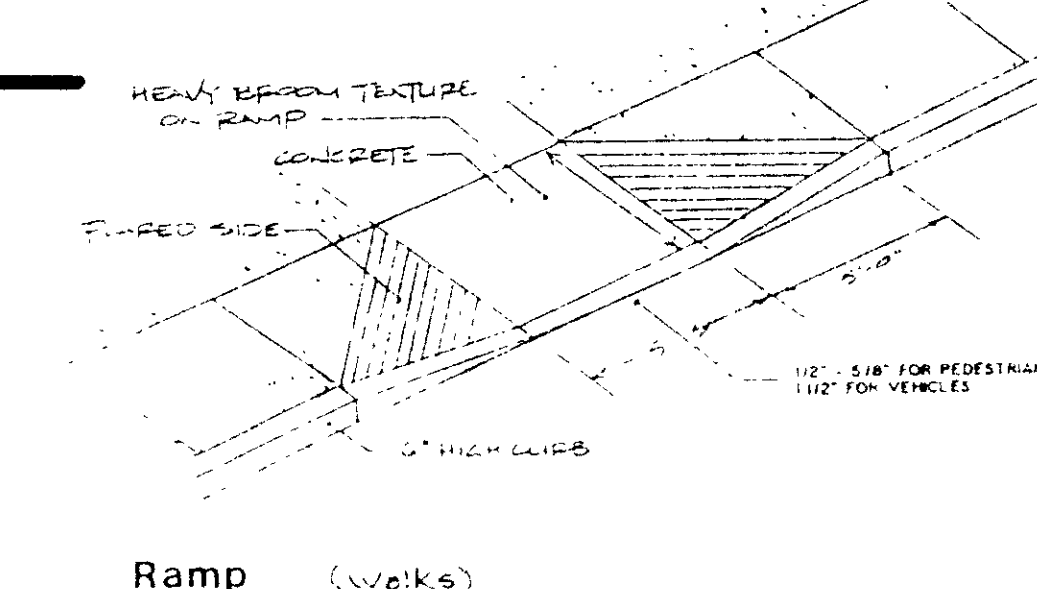 HEAVY BROOM TEXTURE
ON RAMP
CONCRETE
FLARED SIDE
5'-0"
5
1/2" - 5/8" FOR PEDESTRIAN
1 1/2" FOR VEHICLES
6" HIGH CURB
Ramp (Walks)